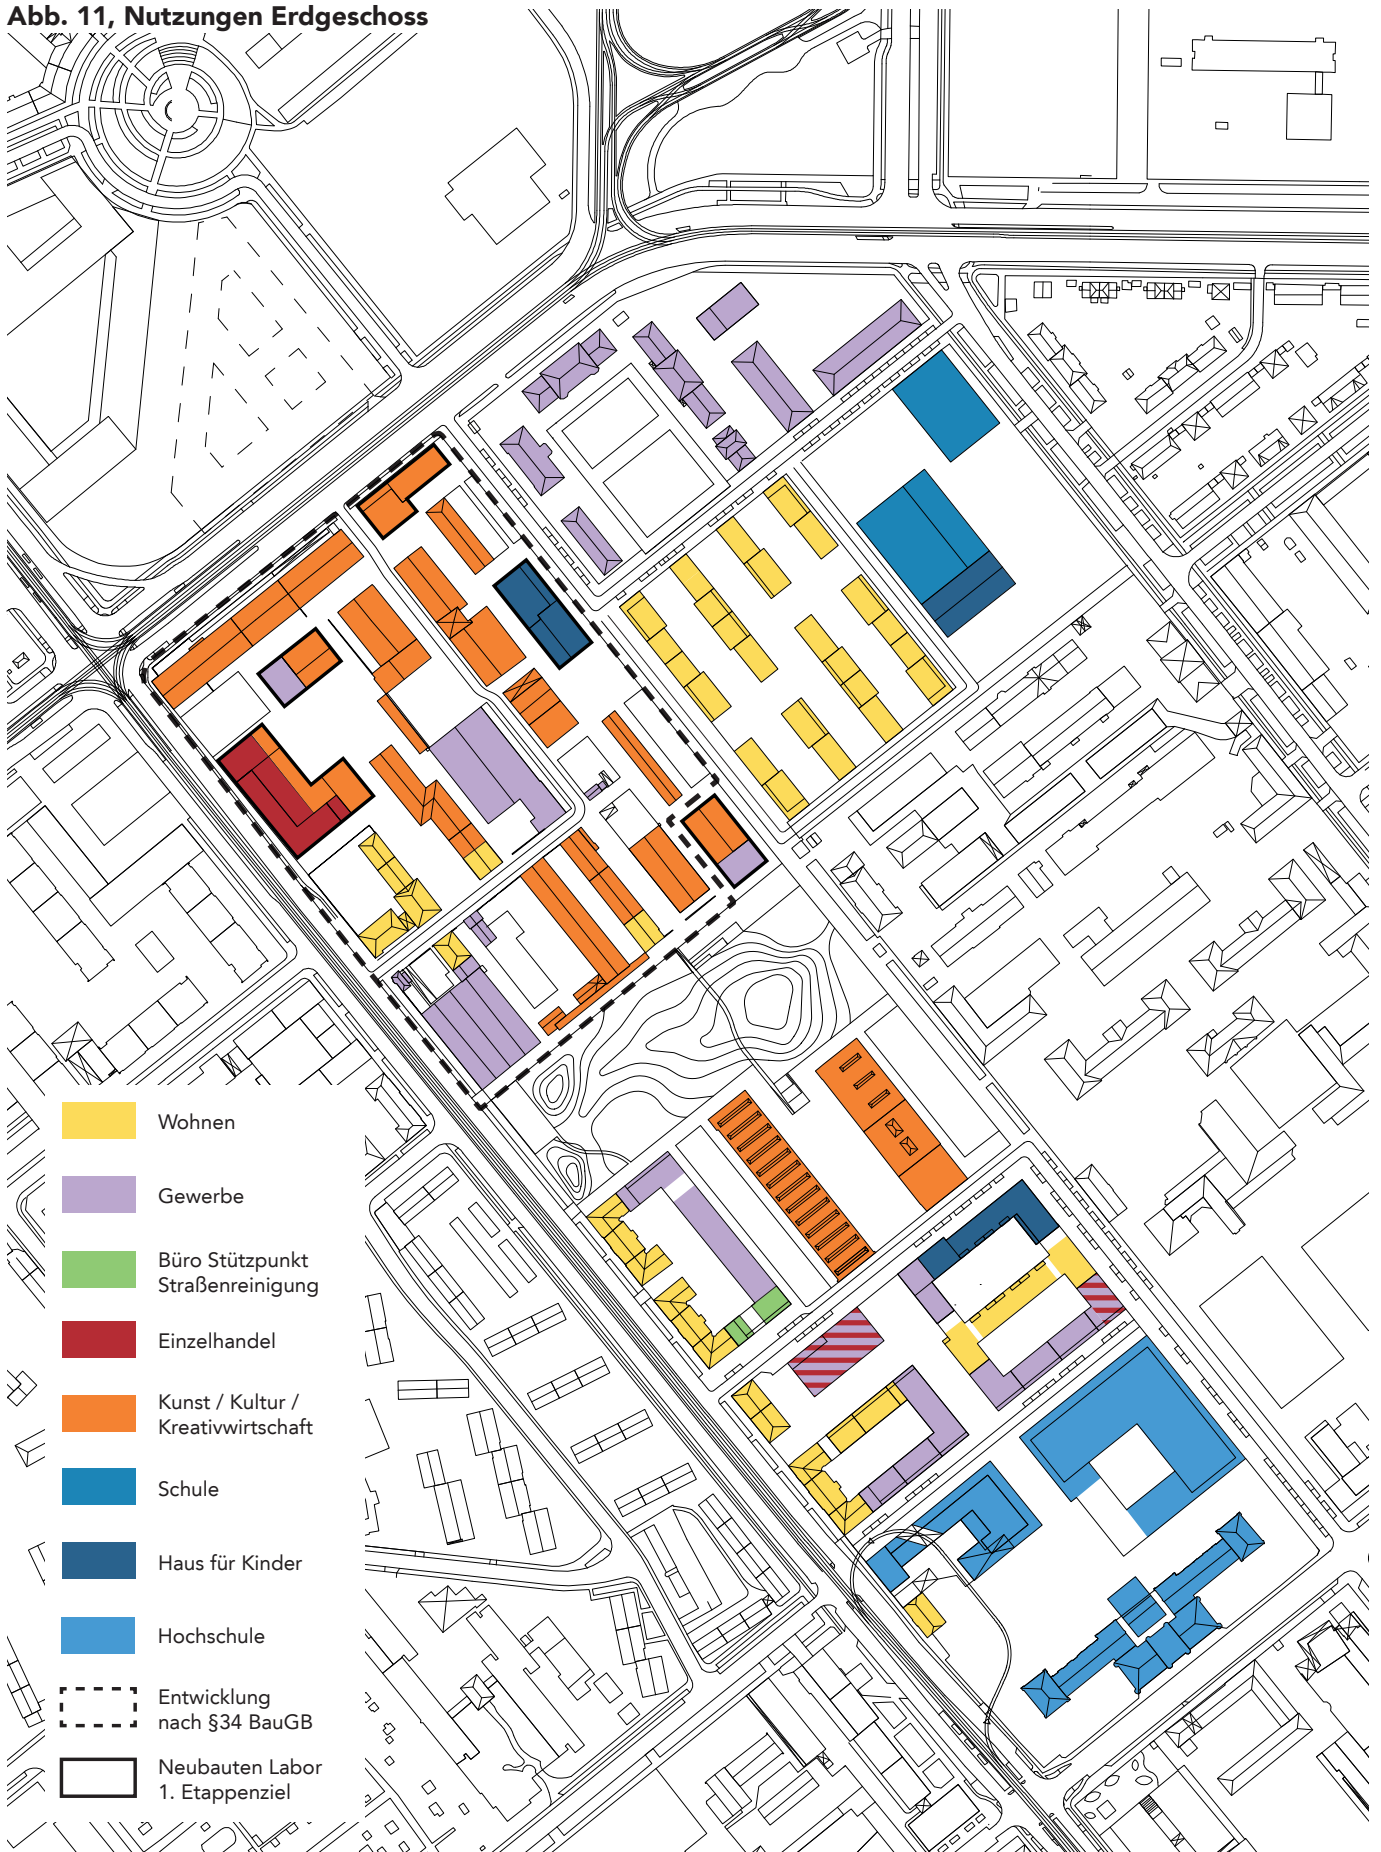 Abb. 11, Nutzungen Erdgeschoss
Wohnen
Gewerbe
Büro Stützpunkt
Straßenreinigung
Einzelhandel
Kunst / Kultur /
Kreativwirtschaft
Schule
Haus für Kinder
Hochschule
Entwicklung
nach §34 BauGB
Neubauten Labor
1. Etappenziel